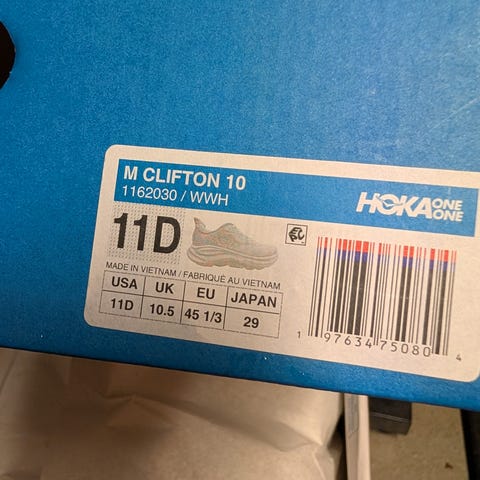 M CLIFTON 10
1162030 / WWH
HOKA ONE ONE
11D
MADE IN VIETNAM / FABRIQUÉ AU VIETNAM
USA UK EU JAPAN
11D 10.5 45 1/3 29
1 97634 75080 4